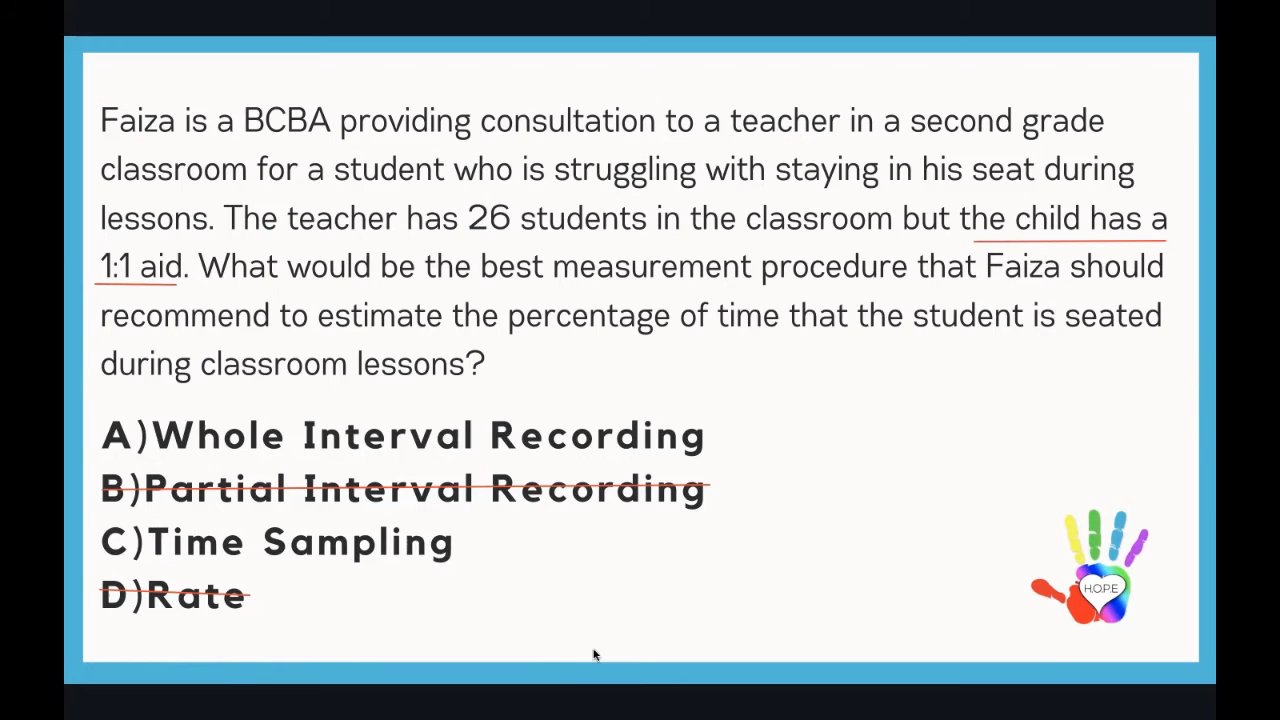 Faiza is a BCBA providing consultation to a teacher in a second grade
classroom for a student who is struggling with staying in his seat during
lessons. The teacher has 26 students in the classroom but the child has a
1:1 aid. What would be the best measurement procedure that Faiza should
recommend to estimate the percentage of time that the student is seated
during classroom lessons?
A)Whole Interval Recording
B)Partial Interval Recording
C)Time Sampling
D)Rate
H.O.P.E